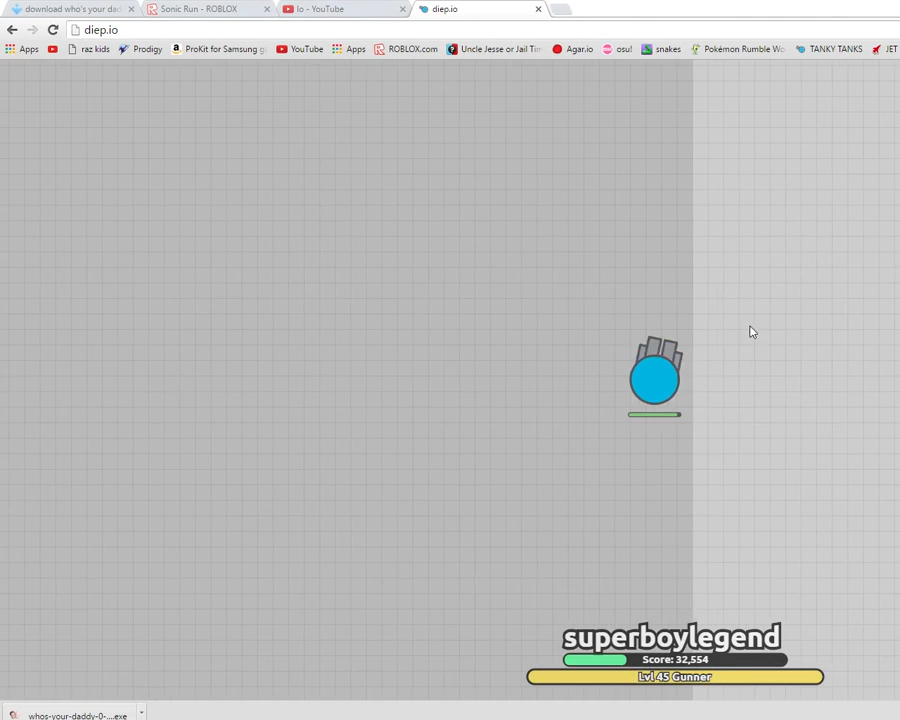 download who's your dad
Sonic Run - ROBLOX
lo - YouTube
diep.io
diep.io
Apps
raz kids
Prodigy
ProKit for Samsung g
YouTube
Apps
ROBLOX.com
Uncle Jesse or Jail Tim
Agar.io
osu!
snakes
Pokémon Rumble Wo
TANKY TANKS
JET
superboylegend
Score: 32,554
Lvl 45 Gunner
whos-your-daddy-0-....exe